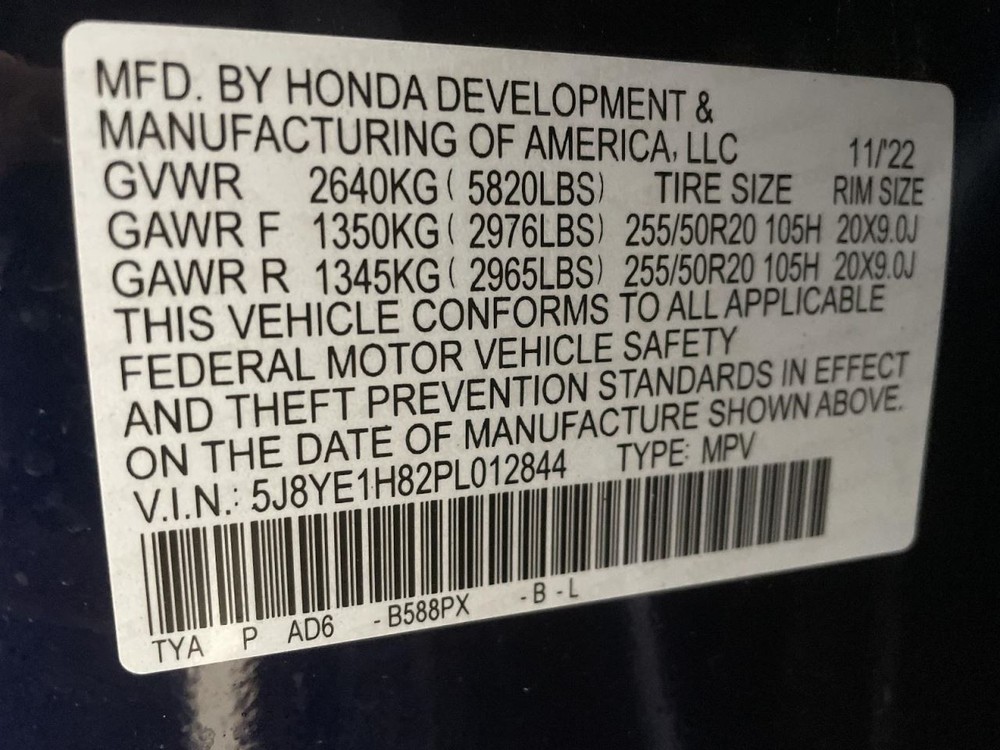 MFD. BY HONDA DEVELOPMENT &
MANUFACTURING OF AMERICA, LLC 11/'22
GVWR 2640KG ( 5820LBS) TIRE SIZE RIM SIZE
GAWR F 1350KG ( 2976LBS) 255/50R20 105H 20X9.0J
GAWR R 1345KG ( 2965LBS) 255/50R20 105H 20X9.0J
THIS VEHICLE CONFORMS TO ALL APPLICABLE
FEDERAL MOTOR VEHICLE SAFETY
AND THEFT PREVENTION STANDARDS IN EFFECT
ON THE DATE OF MANUFACTURE SHOWN ABOVE.
V.I.N.: 5J8YE1H82PL012844 TYPE: MPV
TYA P AD6 - B588PX - B - L